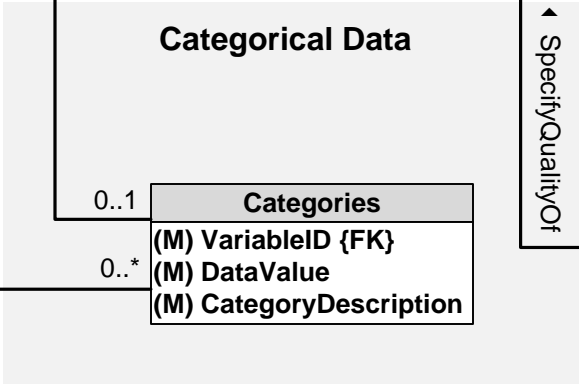 Categorical Data
◀ SpecifyQualityOf
0..1
Categories
(M) VariableID {FK}
0..*
(M) DataValue
(M) CategoryDescription